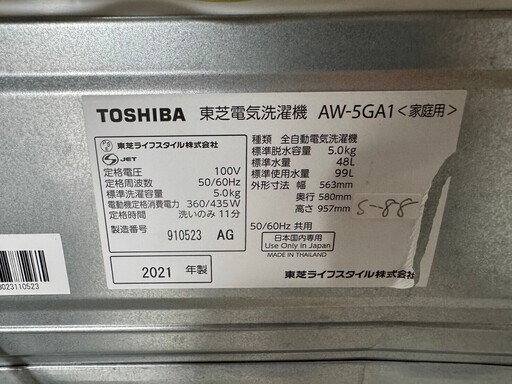 TOSHIBA 東芝電気洗濯機 AW-5GA1<家庭用>
東芝ライフスタイル株式会社
S JET
定格電圧 100V
定格周波数 50/60Hz
標準洗濯容量 5.0kg
電動機定格消費電力 360/435W
定格時間 洗いのみ 11分
製造番号 910523 AG
2021 年製
種類 全自動電気洗濯機
標準脱水容量 5.0kg
標準水量 48L
標準使用水量 99L
外形寸法 幅 563mm
奥行 580mm
高さ 957mm
S-88
50/60Hz 共用
日本国内専用
Use Only in Japan
MADE IN THAILAND
東芝ライフスタイル株式会社
8023110523